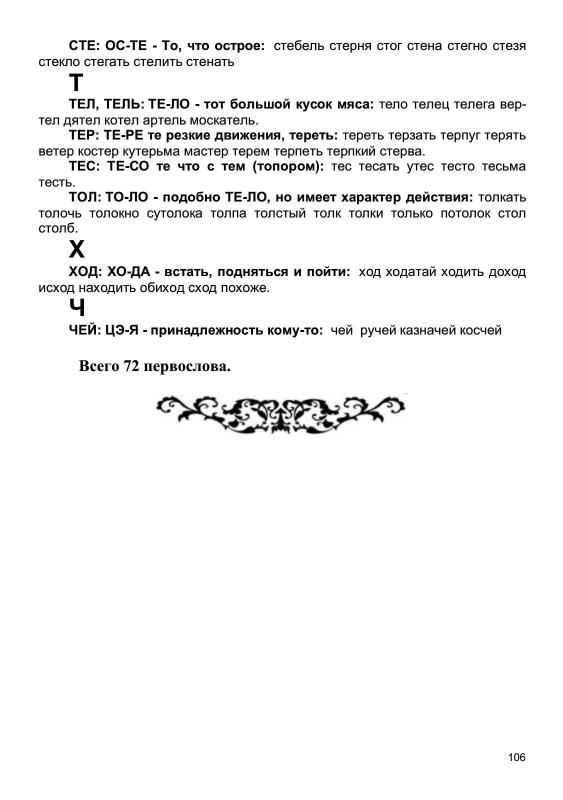 СТЕ: ОС-ТЕ - То, что острое: стебель стерня стог стена стегно стезя
стекло стегать стелить стенать
Т
ТЕЛ, ТЕЛЬ: ТЕ-ЛО - тот большой кусок мяса: тело телец телега вер-
тел дятел котел артель москатель.
ТЕР: ТЕ-РЕ те резкие движения, тереть: тереть терзать терпуг терять
ветер костер кутерьма мастер терем терпеть терпкий стерва.
ТЕС: ТЕ-СО те что с тем (топором): тес тесать утес тесто тесьма
тесть.
ТОЛ: ТО-ЛО - подобно ТЕ-ЛО, но имеет характер действия: толкать
толочь толокно сутолока толпа толстый толк толки только потолок стол
столб.
Х
ХОД: ХО-ДА - встать, подняться и пойти: ход ходатай ходить доход
исход находить обиход сход похоже.
Ч
ЧЕЙ: ЦЭ-Я - принадлежность кому-то: чей ручей казначей косчей
Всего 72 первослова.
106